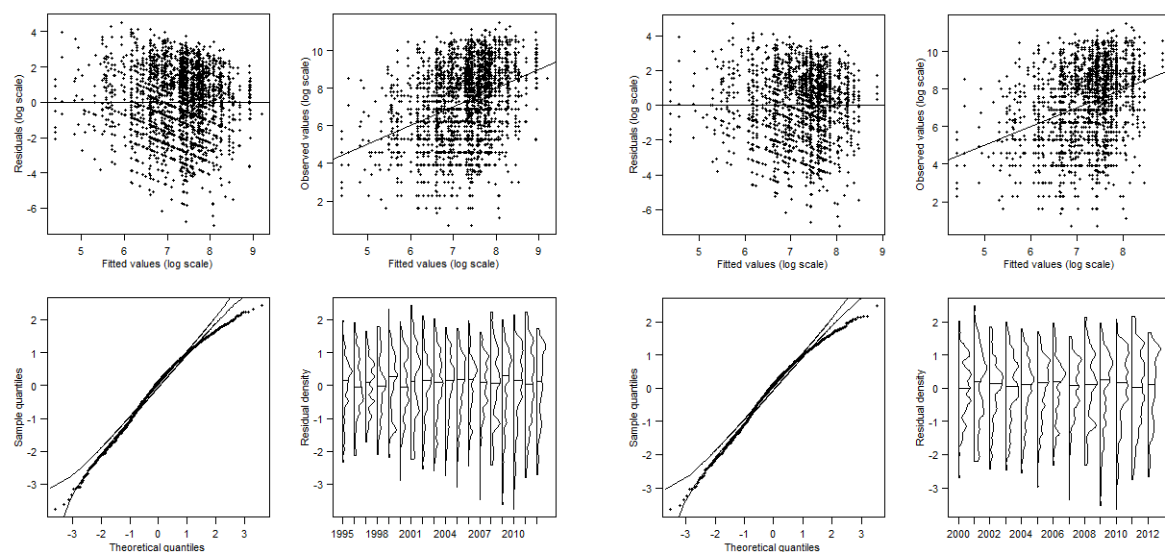 Residuals (log scale)
4
2
0
-2
-4
-6
5 6 7 8 9
Fitted values (log scale)
Observed values (log scale)
10
8
6
4
2
5 6 7 8 9
Fitted values (log scale)
Residuals (log scale)
4
2
0
-2
-4
-6
5 6 7 8 9
Fitted values (log scale)
Observed values (log scale)
10
8
6
4
2
5 6 7 8
Fitted values (log scale)
Sample quantiles
2
1
0
-1
-2
-3
-3 -2 -1 0 1 2 3
Theoretical quantiles
Residual density
2
1
0
-1
-2
-3
1995 1998 2001 2004 2007 2010
Sample quantiles
2
1
0
-1
-2
-3
-3 -2 -1 0 1 2 3
Theoretical quantiles
Residual density
2
1
0
-1
-2
-3
2000 2002 2004 2006 2008 2010 2012